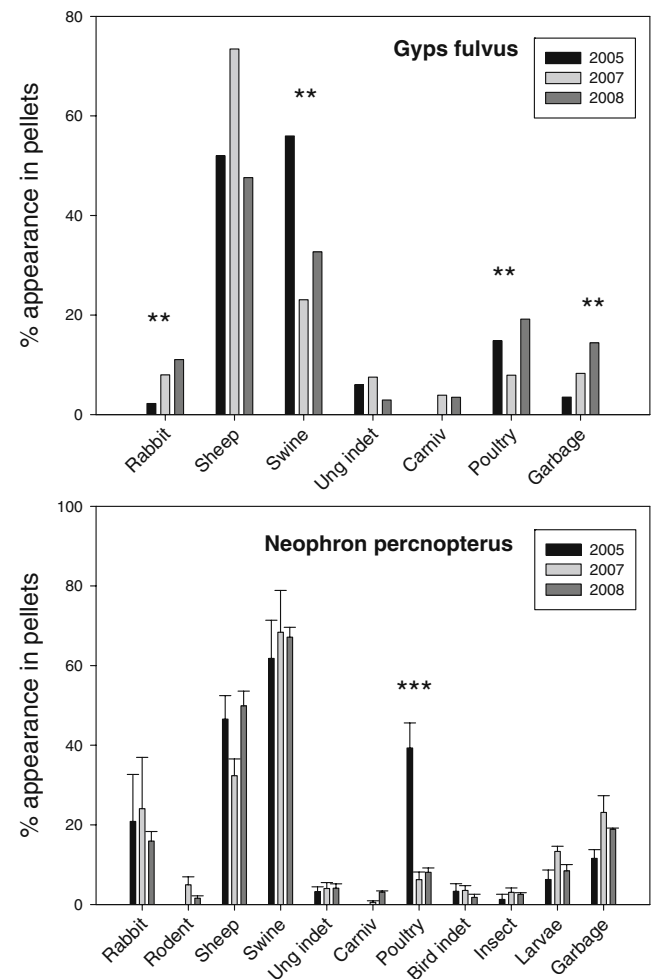 80
Gyps fulvus
2005
2007
2008
**
60
40
**
**
20
**
0
% appearance in pellets
Rabbit
Sheep
Swine
Ung indet
Carniv
Poultry
Garbage
100
Neophron percnopterus
2005
2007
2008
80
***
60
40
20
0
% appearance in pellets
Rabbit
Rodent
Sheep
Swine
Ung indet
Carniv
Poultry
Bird indet
Insect
Larvae
Garbage